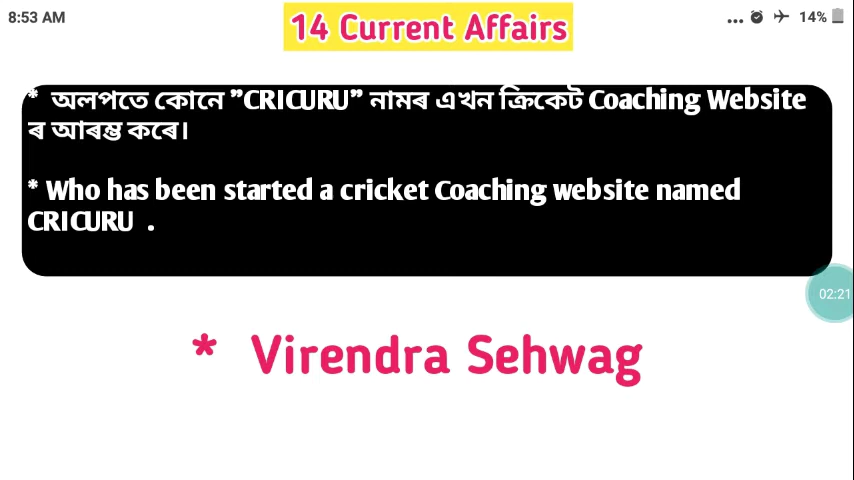 8:53 AM
14 Current Affairs
... 14%
* অলপতে কোনে "CRICURU" নামৰ এখন ক্ৰিকেট Coaching Website
ৰ আৰম্ভ কৰে।
* Who has been started a cricket Coaching website named
CRICURU .
02:21
* Virendra Sehwag